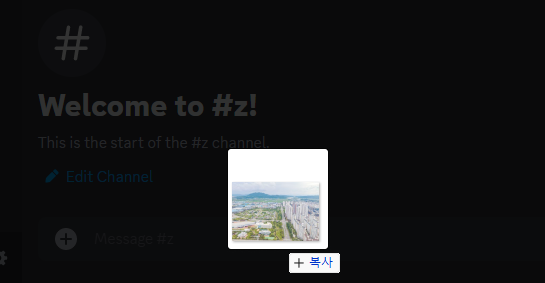 Welcome to #z!
This is the start of the #z channel.
Edit Channel
Message #z
+ 복사